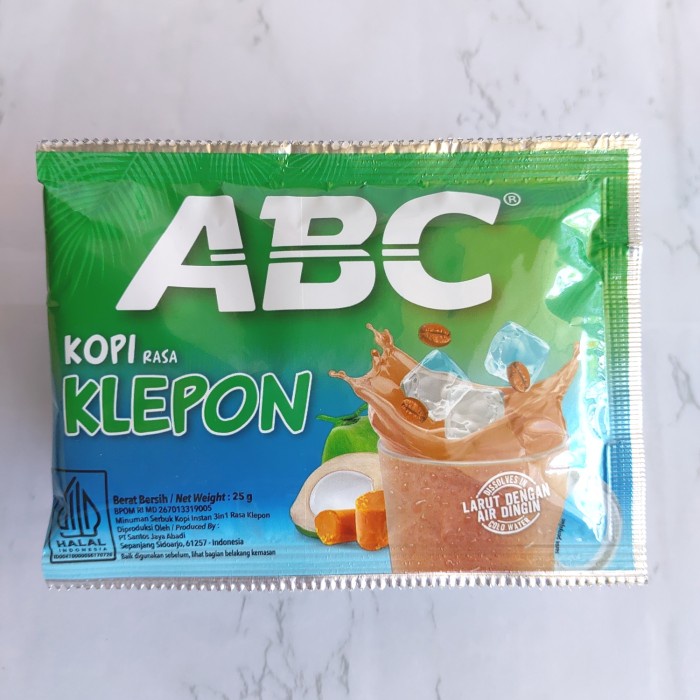 ABC®
KOPI RASA
KLEPON
Berat Bersih / Net Weight : 25 g
BPOM RI MD 267013319005
Minuman Serbuk Kopi Instan 3in1 Rasa Klepon
Diproduksi Oleh / Produced By :
PT Santos Jaya Abadi
Sepanjang Sidoarjo, 61257 - Indonesia
Baik digunakan sebelum, lihat bagian belakang kemasan
HALAL
INDONESIA
DISSOLVES IN
LARUT DENGAN
AIR DINGIN
COLD WATER